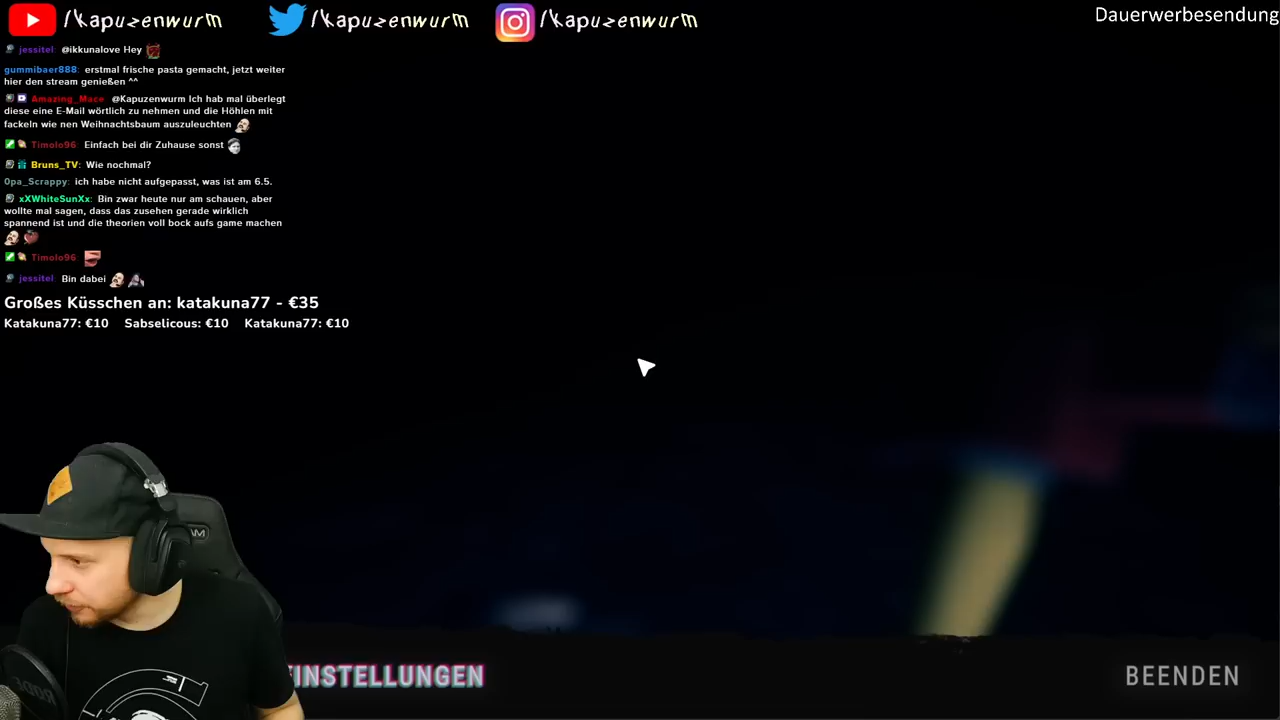 /kapuzenwurm
/kapuzenwurm
/kapuzenwurm
Dauerwerbesendung
jessitel: @ikkunalove Hey
gummibaer888: erstmal frische pasta gemacht, jetzt weiter
hier den stream genießen ^^
Amazing_Mace: @Kapuzenwurm Ich hab mal überlegt
diese eine E-Mail wörtlich zu nehmen und die Höhlen mit
fackeln wie nen Weihnachtsbaum auszuleuchten
Timolo96 Einfach bei dir Zuhause sonst
Bruns_TV: Wie nochmal?
Opa_Scrappy: ich habe nicht aufgepasst, was ist am 6.5.
xXWhiteSunXx: Bin zwar heute nur am schauen, aber
wollte mal sagen, dass das zusehen gerade wirklich
spannend ist und die theorien voll bock aufs game machen
Timolo96
jessitel: Bin dabei
Großes Küsschen an: katakuna77 - €35
Katakuna77: €10 Sabselicous: €10 Katakuna77: €10
EINSTELLUNGEN
BEENDEN